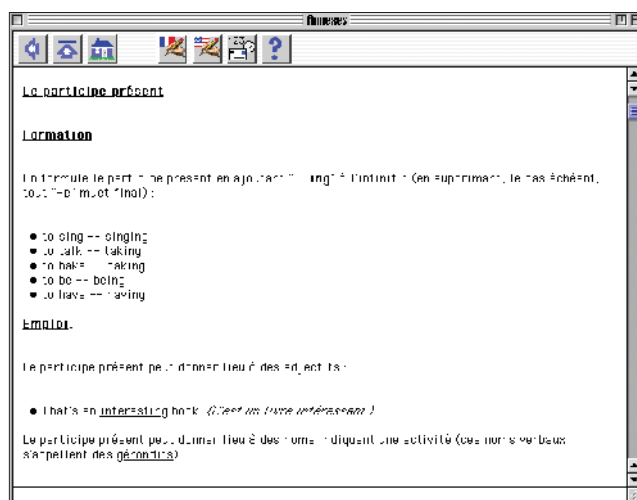 Annexes
Le participe présent
Formation
On formule le participe présent en ajoutant "-ing" à l'infinitif (en supprimant, le cas échéant,
tout "-e" muet final) :
● to sing -- singing
● to talk -- talking
● to bake -- baking
● to be -- being
● to have -- having
Emploi.
Le participe présent peut donner lieu à des adjectifs :
● That's an interesting book. (C'est un livre intéressant.)
Le participe présent peut donner lieu à des noms indiquant une activité (ces noms verbaux
s'appellent des gérondifs)